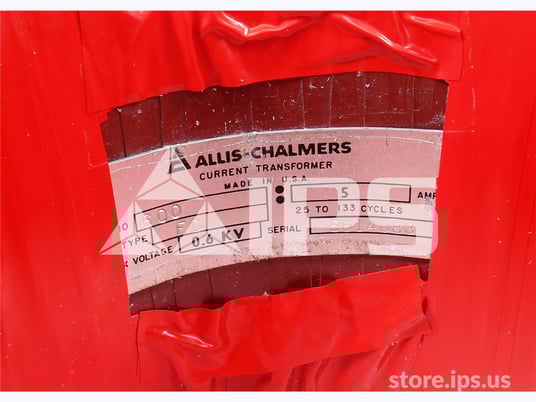 ALLIS-CHALMERS
CURRENT TRANSFORMER
MADE IN U.S.A.
600 : 5 AMP
TYPE F 25 TO 133 CYCLES
VOLTAGE 0.6 KV SERIAL
IPS
store.ips.us